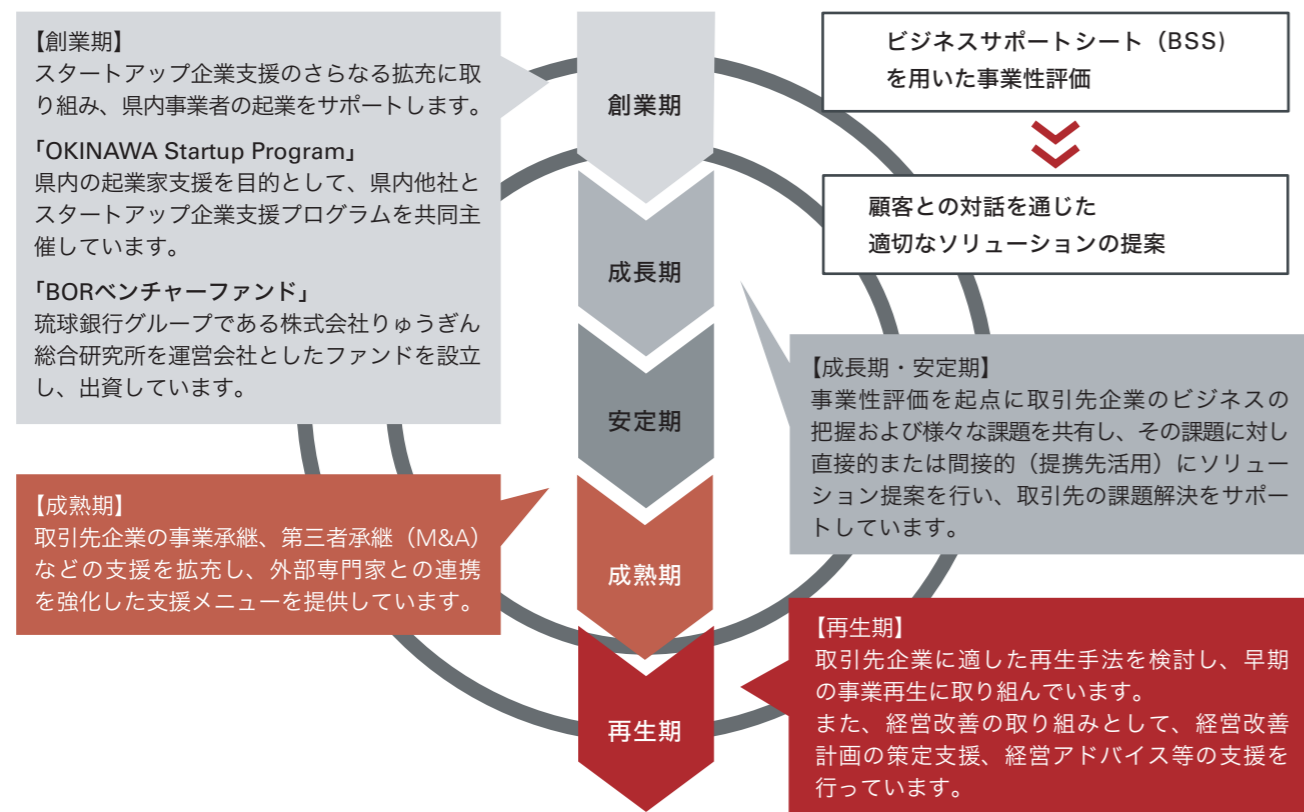 【創業期】
スタートアップ企業支援のさらなる拡充に取
り組み、県内事業者の起業をサポートします。
「OKINAWA Startup Program」
県内の起業家支援を目的として、県内他社と
スタートアップ企業支援プログラムを共同主
催しています。
「BORベンチャーファンド」
琉球銀行グループである株式会社りゅうぎん
総合研究所を運営会社としたファンドを設立
し、出資しています。
創業期
成長期
安定期
成熟期
再生期
ビジネスサポートシート（BSS）
を用いた事業性評価
顧客との対話を通じた
適切なソリューションの提案
【成長期・安定期】
事業性評価を起点に取引先企業のビジネスの
把握および様々な課題を共有し、その課題に対し
直接的または間接的（提携先活用）にソリュー
ション提案を行い、取引先の課題解決をサポー
トしています。
【成熟期】
取引先企業の事業承継、第三者承継（M&A）
などの支援を拡充し、外部専門家との連携
を強化した支援メニューを提供しています。
【再生期】
取引先企業に適した再生手法を検討し、早期
の事業再生に取り組んでいます。
また、経営改善の取り組みとして、経営改善
計画の策定支援、経営アドバイス等の支援を
行っています。